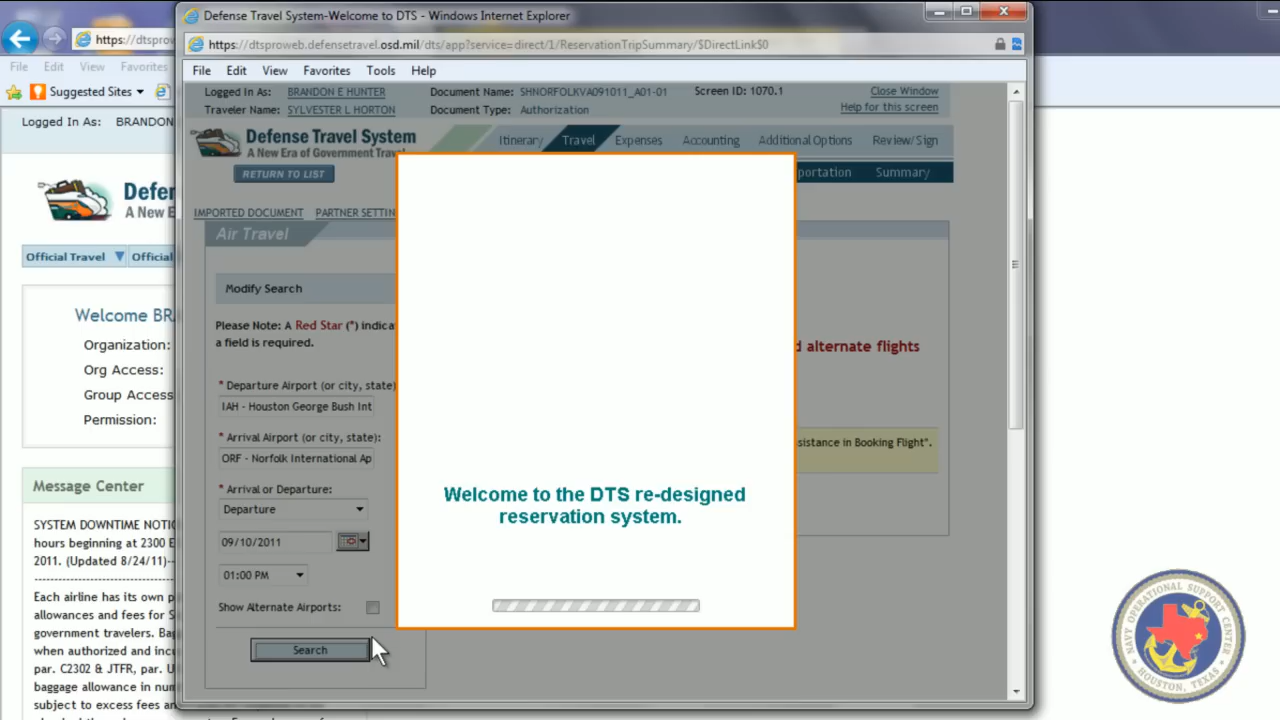 Defense Travel System-Welcome to DTS - Windows Internet Explorer
https://dtspro
https://dtsproweb.defensetravel.osd.mil/dts/app?service=direct/1/ReservationTripSummary/$DirectLink$0
File Edit View Favorites
File Edit View Favorites Tools Help
Suggested Sites
Logged In As: BRANDON E HUNTER Document Name: SHNORFOLKVA091011_A01-01 Screen ID: 1070.1 Close Window
Traveler Name: SYLVESTER L HORTON Document Type: Authorization Help for this screen
Logged In As: BRANDON
Defense Travel System
A New Era of Government Travel
Itinerary Travel Expenses Accounting Additional Options Review/Sign
RETURN TO LIST
portation Summary
Defen
A New E
IMPORTED DOCUMENT PARTNER SETTIN
Air Travel
Official Travel Official
Modify Search
Welcome BRA
Please Note: A Red Star (*) indica
a field is required.
Organization:
Org Access:
Group Access
Permission:
d alternate flights
* Departure Airport (or city, state)
IAH - Houston George Bush Int
* Arrival Airport (or city, state):
ORF - Norfolk International Ap
sistance in Booking Flight".
* Arrival or Departure:
Departure
09/10/2011
01:00 PM
Show Alternate Airports:
Search
Welcome to the DTS re-designed
reservation system.
Message Center
SYSTEM DOWNTIME NOTIC
hours beginning at 2300 E
2011. (Updated 8/24/11)--
Each airline has its own p
allowances and fees for S
government travelers. Bag
when authorized and incu
par. C2302 & JTFR, par. U
baggage allowance in num
subject to excess fees an
NAVY OPERATIONAL SUPPORT CENTER
HOUSTON, TEXAS